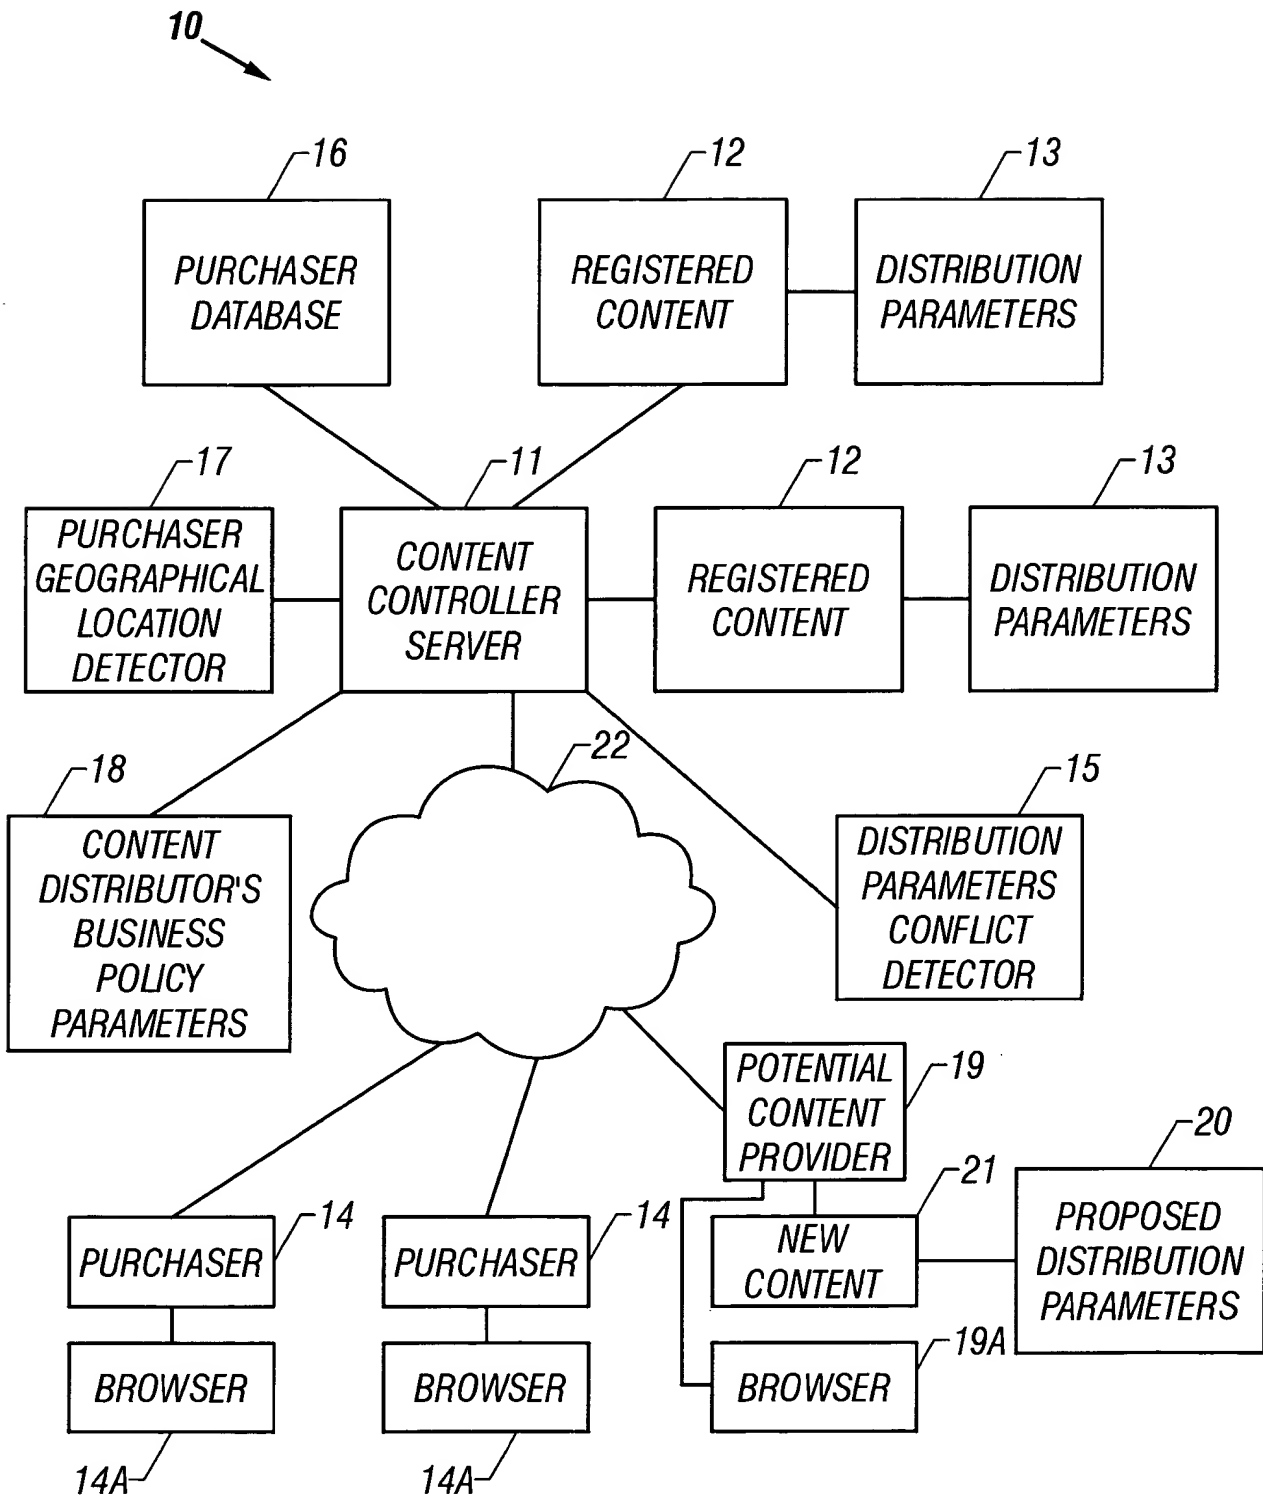 10
16
12
13
PURCHASER
DATABASE
REGISTERED
CONTENT
DISTRIBUTION
PARAMETERS
17
11
12
13
PURCHASER
GEOGRAPHICAL
LOCATION
DETECTOR
CONTENT
CONTROLLER
SERVER
REGISTERED
CONTENT
DISTRIBUTION
PARAMETERS
18
22
15
CONTENT
DISTRIBUTOR'S
BUSINESS
POLICY
PARAMETERS
DISTRIBUTION
PARAMETERS
CONFLICT
DETECTOR
POTENTIAL
CONTENT
PROVIDER
19
20
21
14
14
PURCHASER
PURCHASER
NEW
CONTENT
PROPOSED
DISTRIBUTION
PARAMETERS
19A
BROWSER
BROWSER
BROWSER
14A
14A